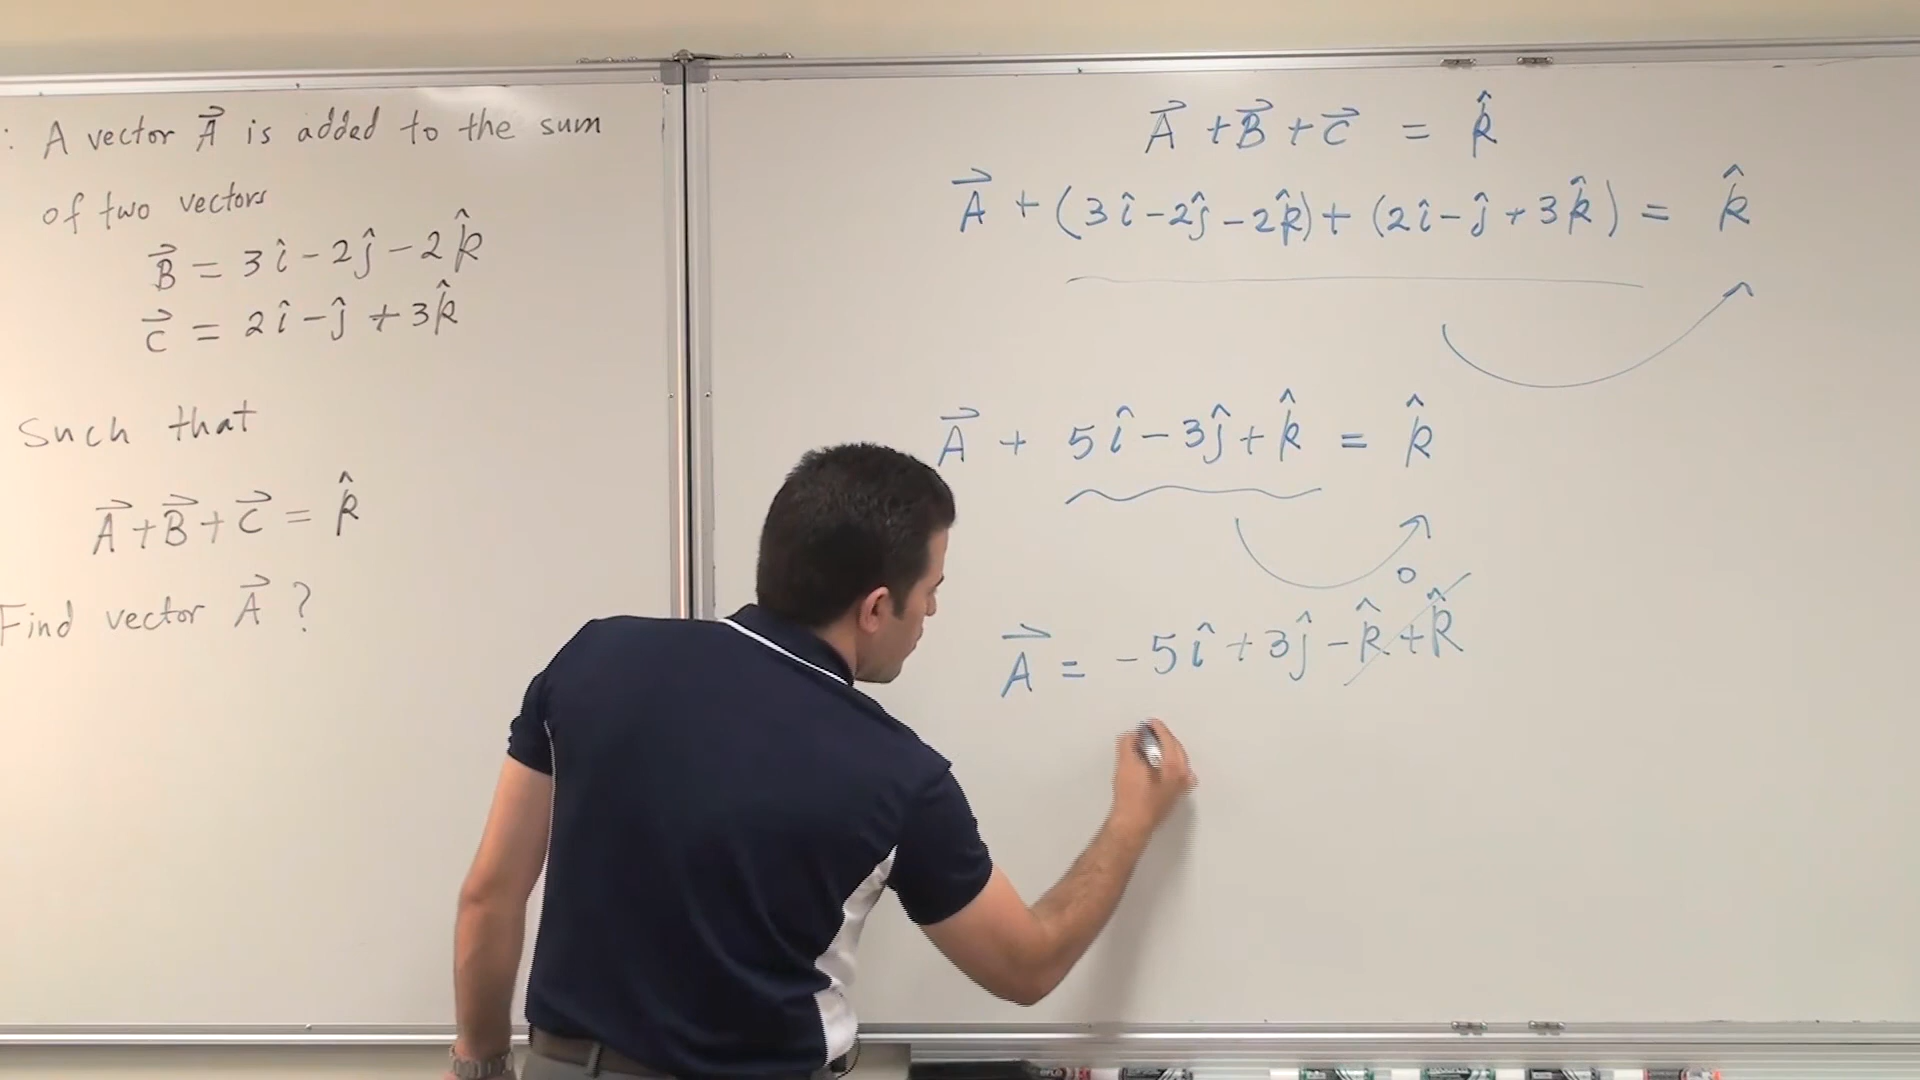 : A vector A⃗ is added to the sum
of two vectors
B⃗ = 3î - 2ĵ - 2k̂
C⃗ = 2î - ĵ + 3k̂
Such that
A⃗ + B⃗ + C⃗ = k̂
Find vector A⃗ ?
A⃗ + B⃗ + C⃗ = k̂
A⃗ + (3î - 2ĵ - 2k̂) + (2î - ĵ + 3k̂) = k̂
A⃗ + 5î - 3ĵ + k̂ = k̂
0
A⃗ = -5î + 3ĵ - k̂ + k̂